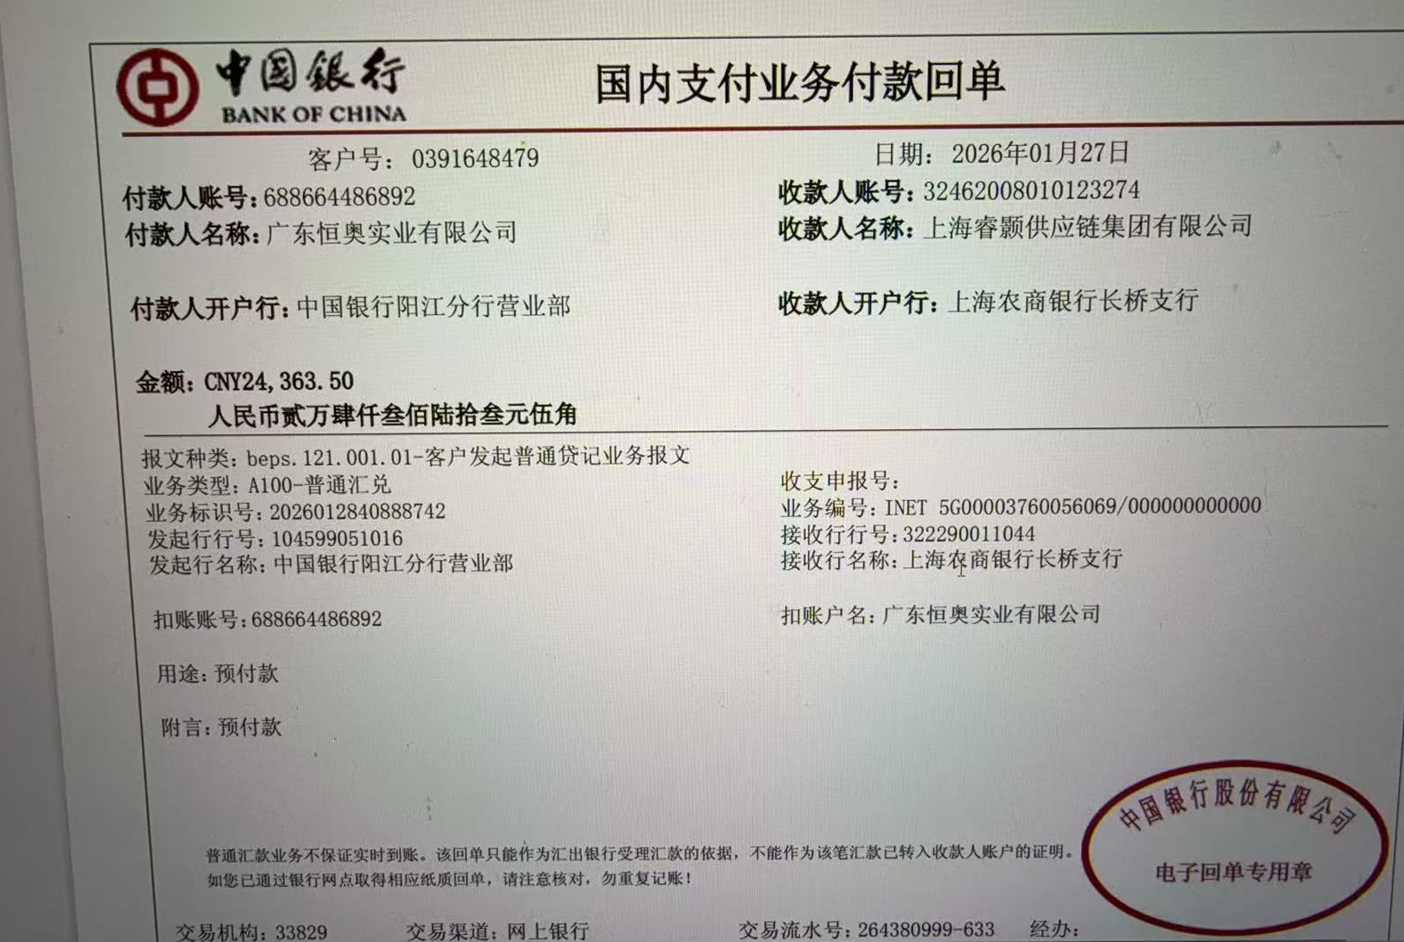 中国银行
BANK OF CHINA
国内支付业务付款回单
客户号：0391648479
日期：2026年01月27日
付款人账号：688664486892
收款人账号：32462008010123274
付款人名称：广东恒奥实业有限公司
收款人名称：上海睿颢供应链集团有限公司
付款人开户行：中国银行阳江分行营业部
收款人开户行：上海农商银行长桥支行
金额：CNY24,363.50
人民币贰万肆仟叁佰陆拾叁元伍角
报文种类：beps.121.001.01-客户发起普通贷记业务报文
业务类型：A100-普通汇兑
收支申报号：
业务标识号：2026012840888742
业务编号：INET 5G00003760056069/000000000000
发起行行号：104599051016
接收行行号：322290011044
发起行名称：中国银行阳江分行营业部
接收行名称：上海农商银行长桥支行
扣账账号：688664486892
扣账户名：广东恒奥实业有限公司
用途：预付款
附言：预付款
中国银行股份有限公司
电子回单专用章
普通汇款业务不保证实时到账。该回单只能作为汇出银行受理汇款的依据，不能作为该笔汇款已转入收款人账户的证明。
如您已通过银行网点取得相应纸质回单，请注意核对，勿重复记账！
交易机构：33829
交易渠道：网上银行
交易流水号：264380999-633
经办：